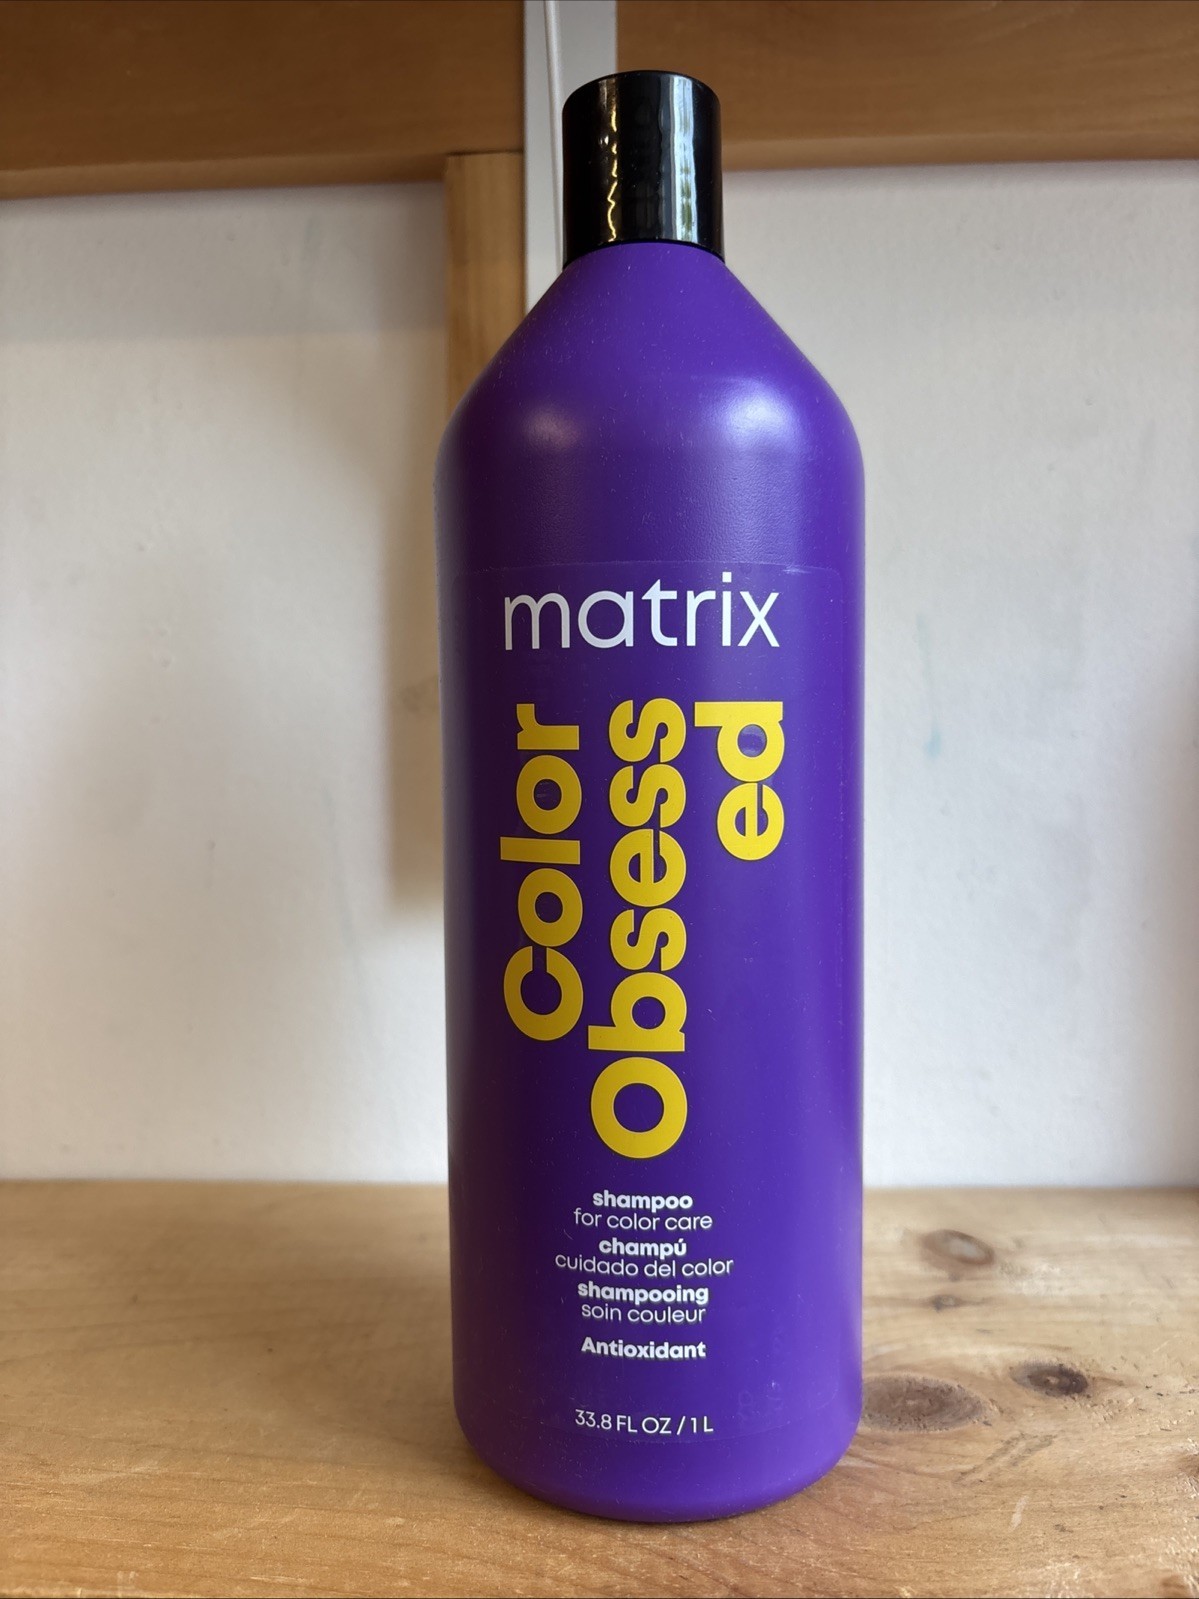 matrix
Color
Obsess
ed
shampoo
for color care
champú
cuidado del color
shampooing
soin couleur
Antioxidant
33.8 FL OZ / 1 L